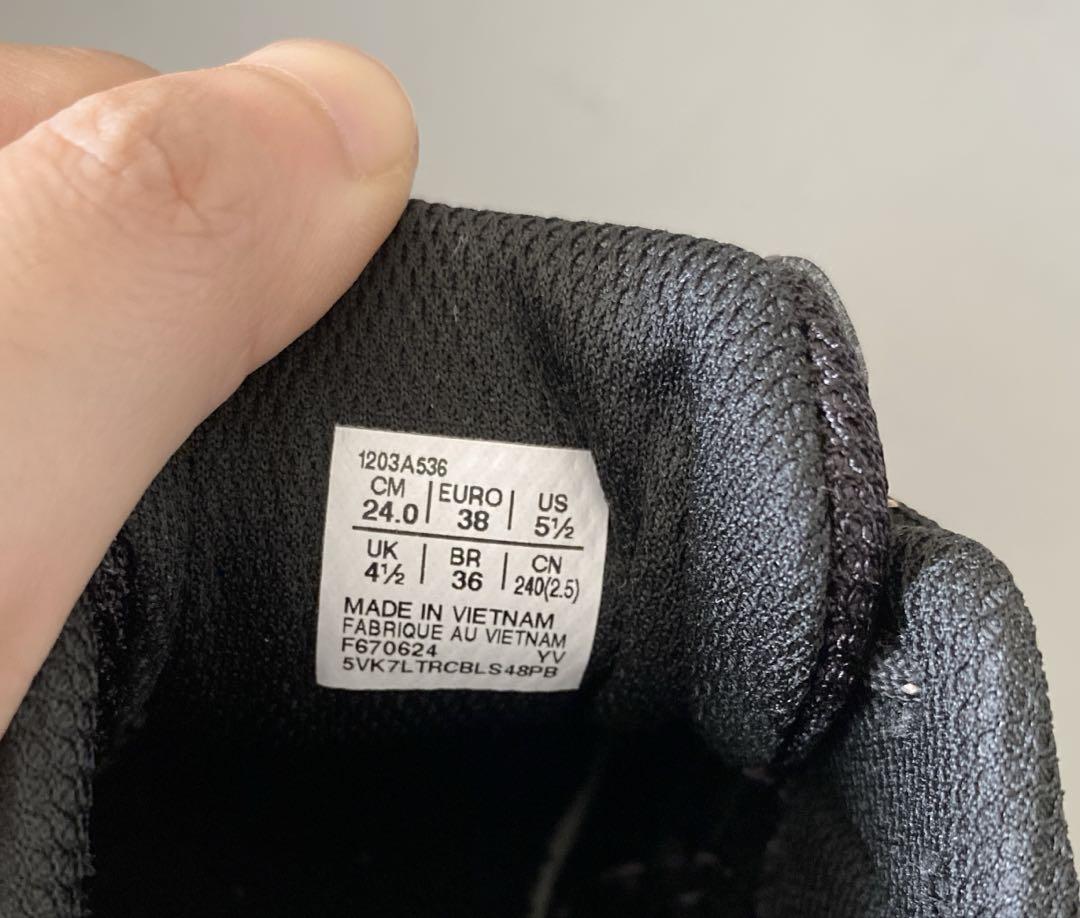 1203A536
CM | EURO | US
24.0 | 38 | 5½
UK | BR | CN
4½ | 36 | 240(2.5)
MADE IN VIETNAM
FABRIQUE AU VIETNAM
F670624 YV
5VK7LTRCBLS48PB